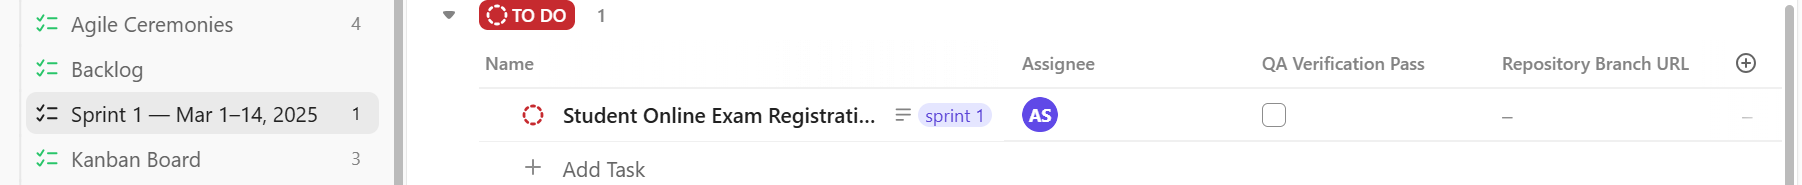 Agile Ceremonies 4
Backlog
Sprint 1 — Mar 1–14, 2025 1
Kanban Board 3
TO DO 1
Name Assignee QA Verification Pass Repository Branch URL
Student Online Exam Registrati... sprint 1 AS – –
Add Task